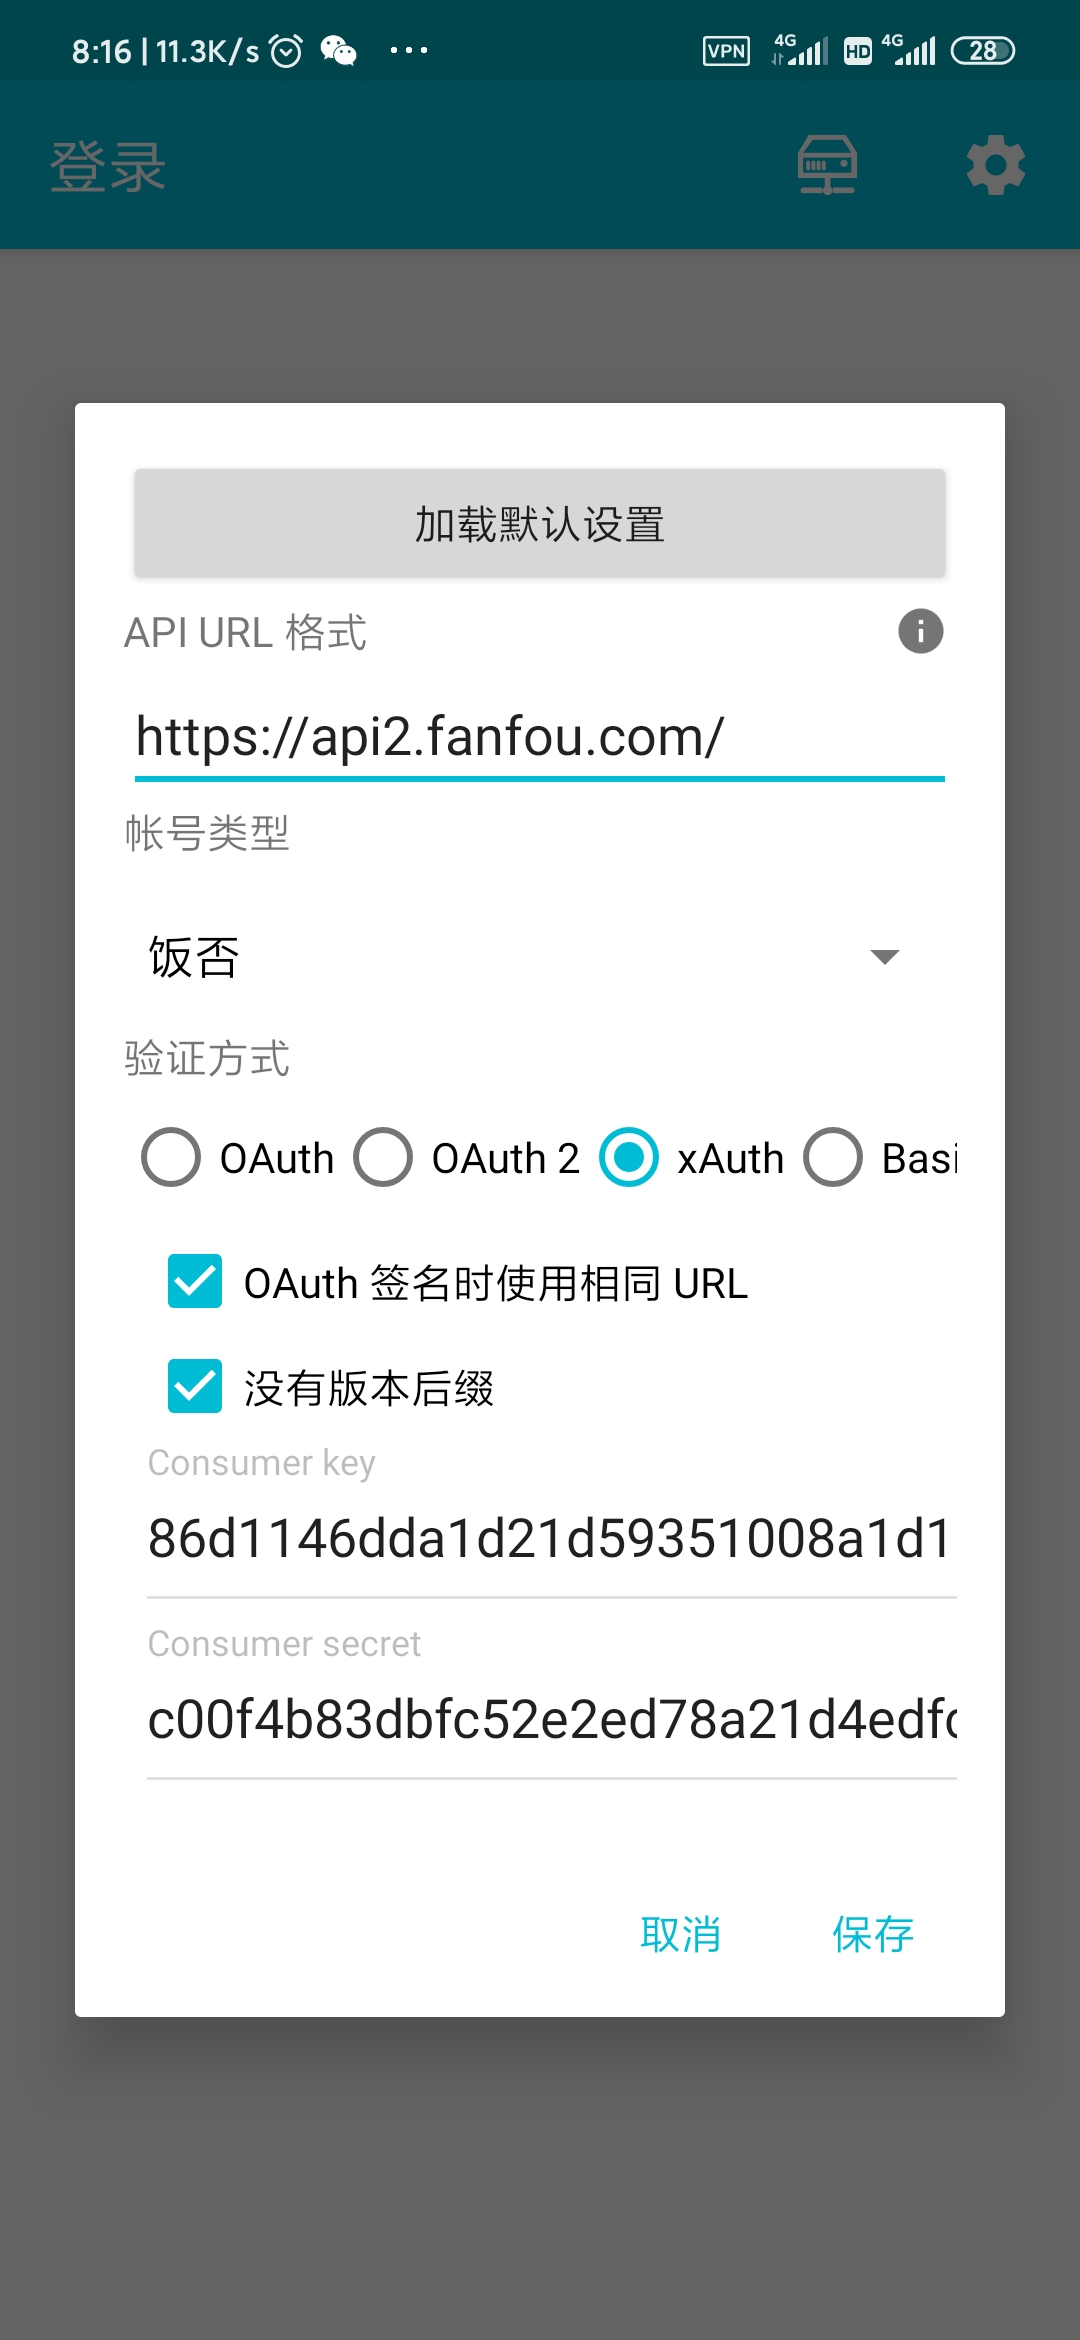 8:16 | 11.3K/s
VPN 4G HD 4G 28
登录
加载默认设置
API URL 格式
https://api2.fanfou.com/
帐号类型
饭否
验证方式
OAuth OAuth 2 xAuth Basi
OAuth 签名时使用相同 URL
没有版本后缀
Consumer key
86d1146dda1d21d59351008a1d1
Consumer secret
c00f4b83dbfc52e2ed78a21d4edfc
取消 保存